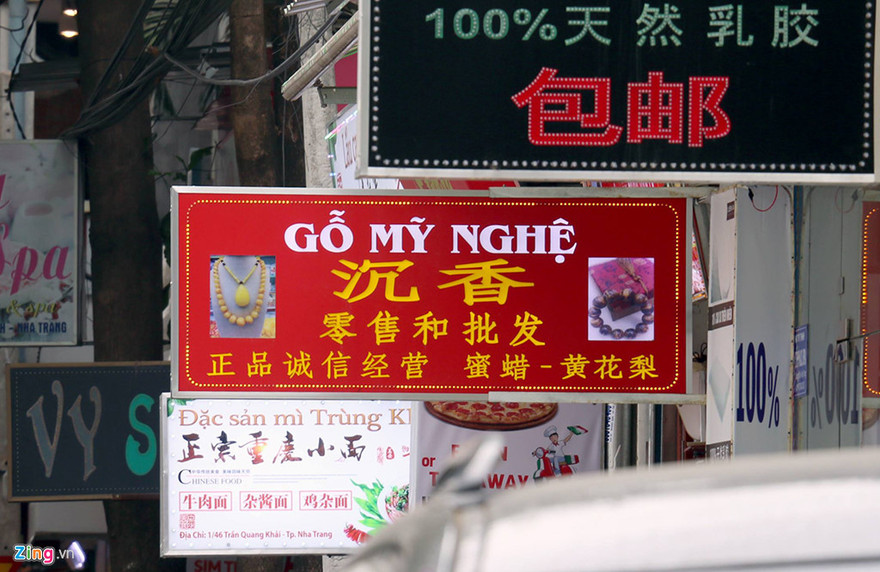 100%天然乳胶
包邮
GỖ MỸ NGHỆ
沉香
零售和批发
正品诚信经营 蜜蜡-黄花梨
Spa
NHA TRANG
VY S
Đặc sản mì Trùng K
正宗重庆小面
CHINESE FOOD
牛肉面 杂酱面 鸡杂面
Địa Chỉ: 1/46 Trần Quang Khải - Tp. Nha Trang
or
AWAY
100%
100%
SIM T
Zing.vn